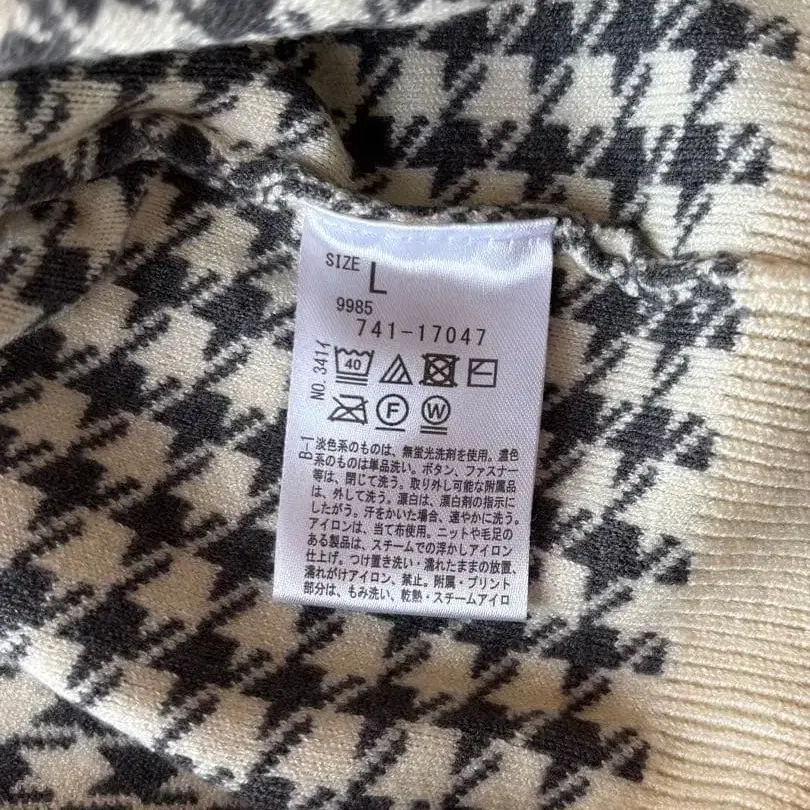 SIZE L
9985
741-17047
NO. 3414
40
F W
B-1
淡色系のものは、無蛍光洗剤を使用。濃色
系のものは単品洗い。ボタン、ファスナー
等は、閉じて洗う。取り外し可能な附属品
は、外して洗う。漂白は、漂白剤の指示に
したがう。汗をかいた場合、速やかに洗う。
アイロンは、当て布使用。ニットや毛足の
ある製品は、スチームでの浮かしアイロン
仕上げ。つけ置き洗い・濡れたままの放置、
濡れがけアイロン、禁止。附属・プリント
部分は、もみ洗い、乾熱・スチームアイロ